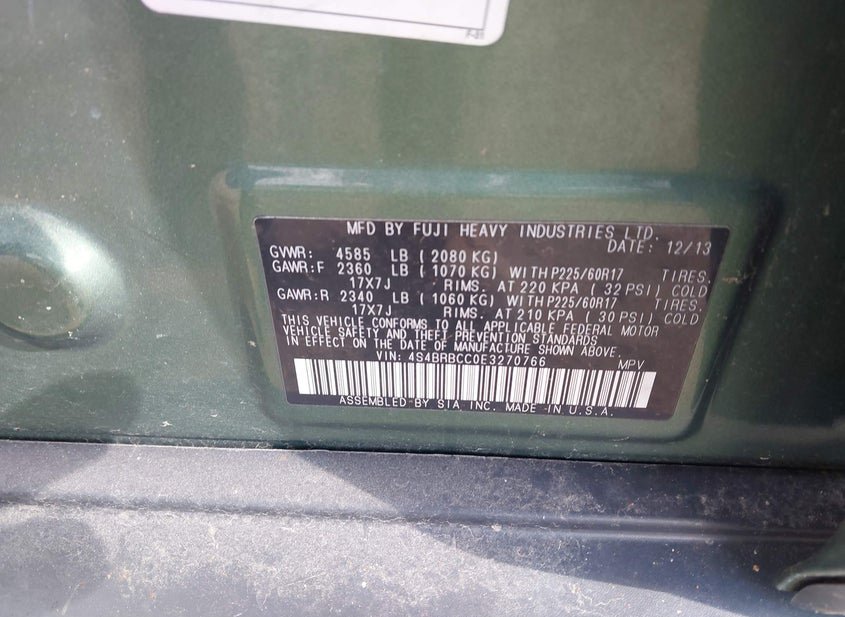 F-01
MFD BY FUJI HEAVY INDUSTRIES LTD.
DATE: 12/13
GVWR: 4585 LB ( 2080 KG)
GAWR:F 2360 LB ( 1070 KG) WITH P225/60R17 TIRES.
17X7J RIMS. AT 220 KPA ( 32 PSI) COLD
GAWR:R 2340 LB ( 1060 KG) WITH P225/60R17 TIRES.
17X7J RIMS. AT 210 KPA ( 30 PSI) COLD.
THIS VEHICLE CONFORMS TO ALL APPLICABLE FEDERAL MOTOR
VEHICLE SAFETY AND THEFT PREVENTION STANDARDS
IN EFFECT ON THE DATE OF MANUFACTURE SHOWN ABOVE.
VIN: 4S4BRBCC0E3270766 MPV
ASSEMBLED BY SIA INC. MADE IN U.S.A.